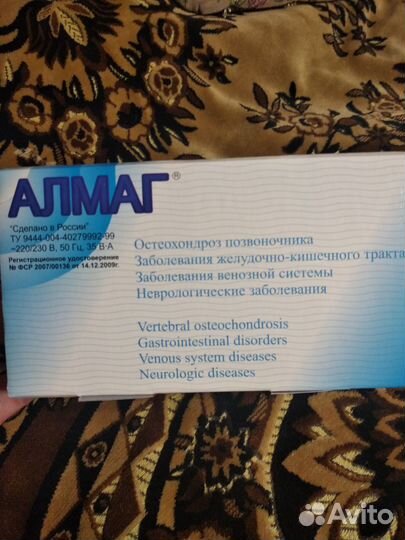 АЛМАГ®
"Сделано в России"
ТУ 9444-004-40279992-99
~220/230 В, 50 Гц, 35 В·А
Регистрационное удостоверение
№ ФСР 2007/00136 от 14.12.2009г.
Остеохондроз позвоночника
Заболевания желудочно-кишечного тракта
Заболевания венозной системы
Неврологические заболевания
Vertebral osteochondrosis
Gastrointestinal disorders
Venous system diseases
Neurologic diseases
Avito